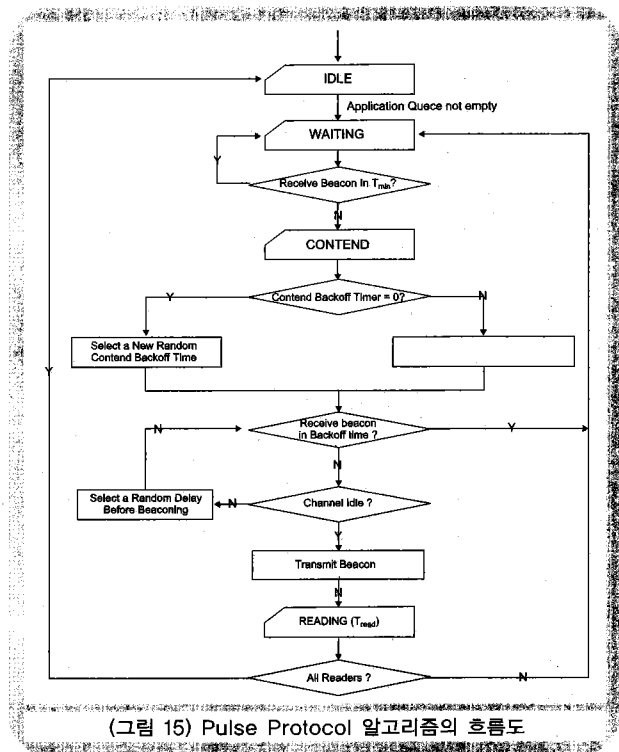 IDLE
Application Quece not empty
WAITING
Y
Receive Beacon In Tmin?
N
CONTEND
Contend Backoff Timer = 0?
Y
N
Select a New Random
Contend Backoff Time
Y
Receive beacon
in Backoff time ?
N
Y
N
Select a Random Delay
Before Beaconing
N
Channel idle ?
Y
Transmit Beacon
N
READING (Tread)
All Readers ?
N
(그림 15) Pulse Protocol 알고리즘의 흐름도